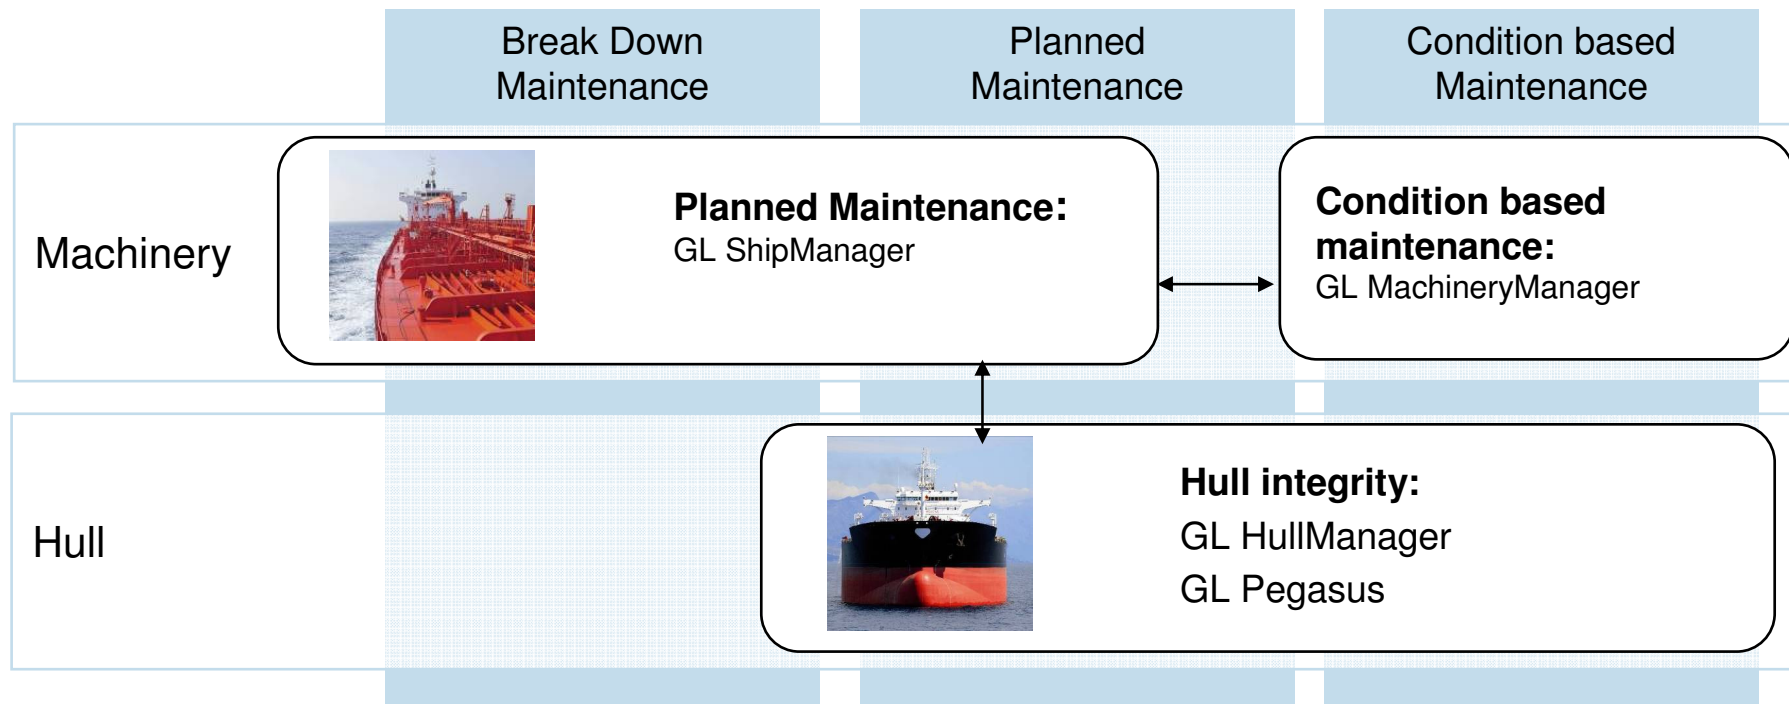 Break Down
Maintenance
Planned
Maintenance
Condition based
Maintenance
Machinery
Planned Maintenance:
GL ShipManager
Condition based
maintenance:
GL MachineryManager
Hull
Hull integrity:
GL HullManager
GL Pegasus